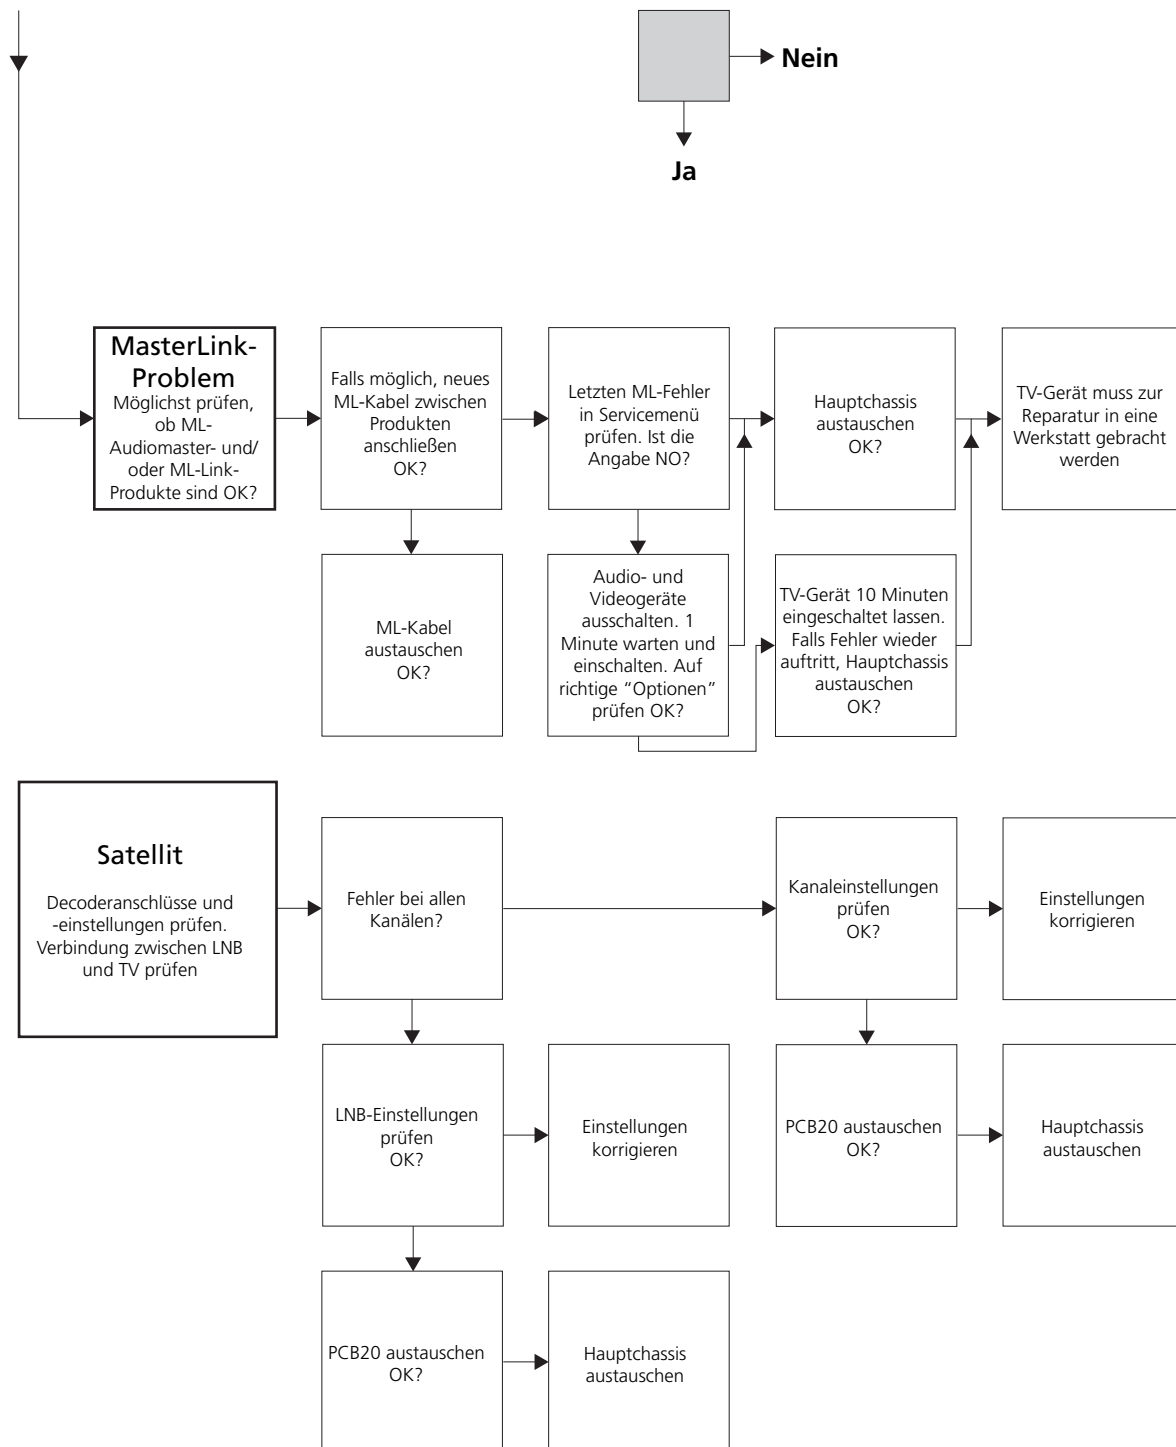 Nein
Ja
MasterLink-
Problem
Möglichst prüfen,
ob ML-
Audiomaster- und/
oder ML-Link-
Produkte sind OK?
Falls möglich, neues
ML-Kabel zwischen
Produkten
anschließen
OK?
Letzten ML-Fehler
in Servicemenü
prüfen. Ist die
Angabe NO?
Hauptchassis
austauschen
OK?
TV-Gerät muss zur
Reparatur in eine
Werkstatt gebracht
werden
ML-Kabel
austauschen
OK?
Audio- und
Videogeräte
ausschalten. 1
Minute warten und
einschalten. Auf
richtige “Optionen”
prüfen OK?
TV-Gerät 10 Minuten
eingeschaltet lassen.
Falls Fehler wieder
auftritt, Hauptchassis
austauschen
OK?
Satellit
Decoderanschlüsse und
-einstellungen prüfen.
Verbindung zwischen LNB
und TV prüfen
Fehler bei allen
Kanälen?
Kanaleinstellungen
prüfen
OK?
Einstellungen
korrigieren
LNB-Einstellungen
prüfen
OK?
Einstellungen
korrigieren
PCB20 austauschen
OK?
Hauptchassis
austauschen
PCB20 austauschen
OK?
Hauptchassis
austauschen